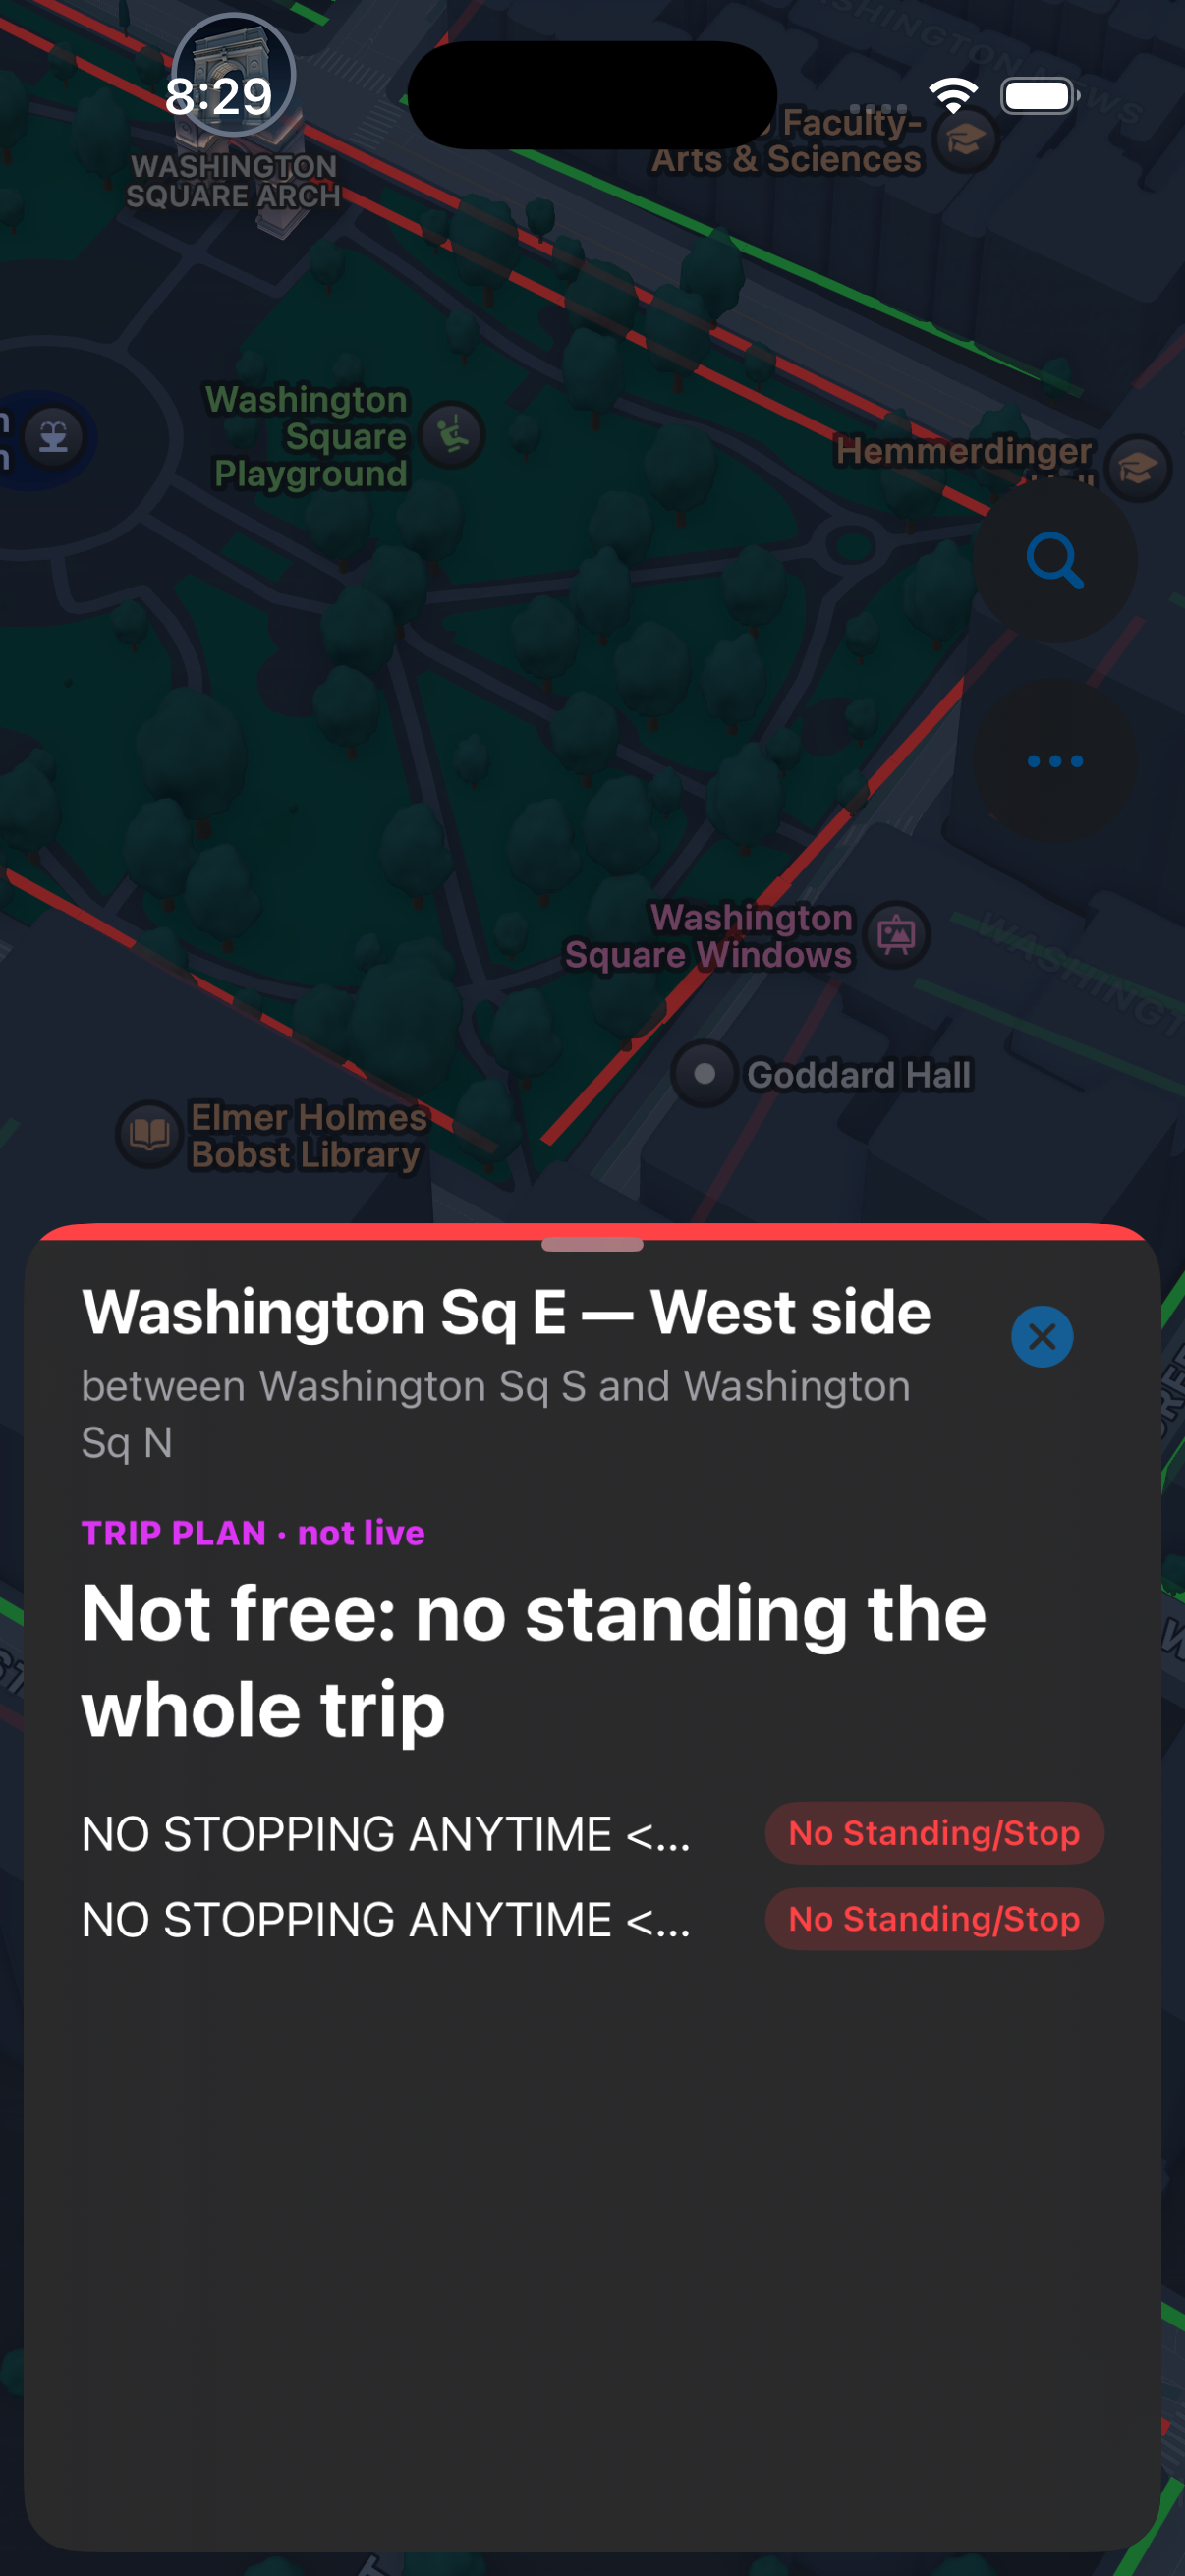 8:29
Faculty-
Arts & Sciences
WASHINGTON
SQUARE ARCH
Washington
Square
Playground
Hemmerdinger
Washington
Square Windows
Goddard Hall
Elmer Holmes
Bobst Library
Washington Sq E — West side
between Washington Sq S and Washington
Sq N
TRIP PLAN · not live
Not free: no standing the
whole trip
NO STOPPING ANYTIME <... No Standing/Stop
NO STOPPING ANYTIME <... No Standing/Stop